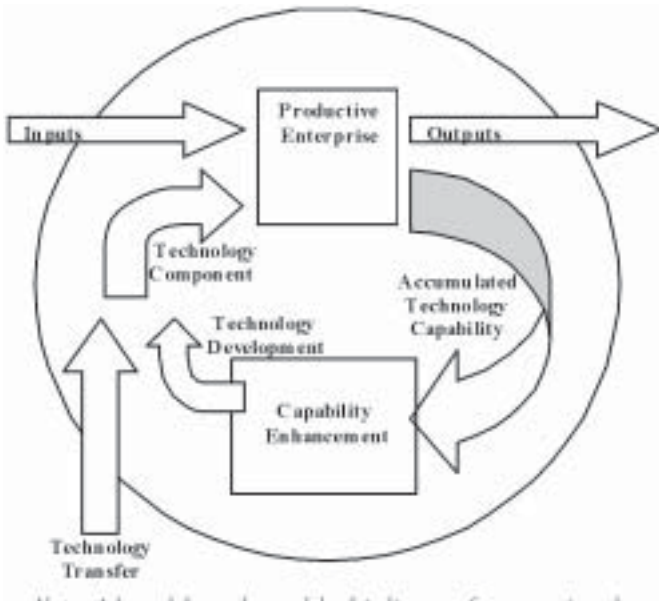 Productive
Enterprise
Inputs
Outputs
Technology
Component
Accumulated
Technology
Capability
Technology
Development
Capability
Enhancement
Technology
Transfer